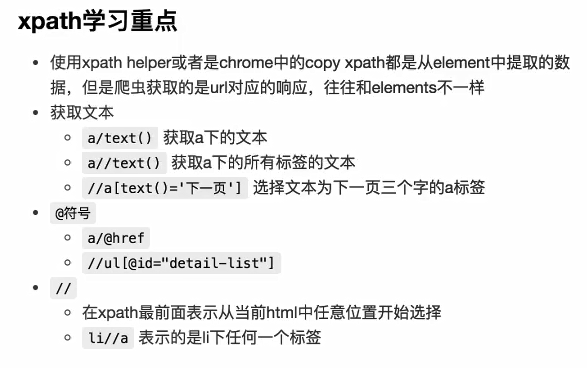 xpath学习重点
使用xpath helper或者是chrome中的copy xpath都是从element中提取的数
据，但是爬虫获取的是url对应的响应，往往和elements不一样
获取文本
a/text() 获取a下的文本
a//text() 获取a下的所有标签的文本
//a[text()='下一页'] 选择文本为下一页三个字的a标签
@符号
a/@href
//ul[@id="detail-list"]
//
在xpath最前面表示从当前html中任意位置开始选择
li//a 表示的是li下任何一个标签